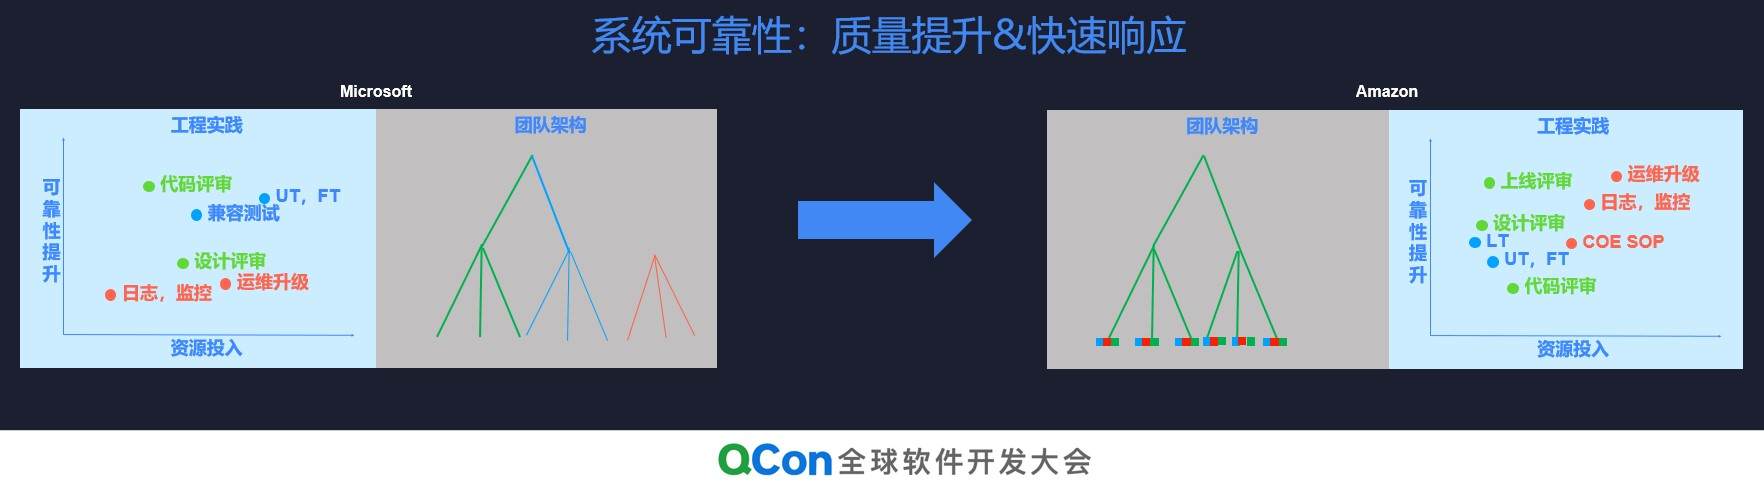 系统可靠性：质量提升&快速响应
Microsoft
工程实践
可靠性提升
代码评审
UT，FT
兼容测试
设计评审
运维升级
日志，监控
资源投入
团队架构
Amazon
团队架构
工程实践
可靠性提升
运维升级
上线评审
日志，监控
设计评审
LT
COE SOP
UT，FT
代码评审
资源投入
QCon 全球软件开发大会